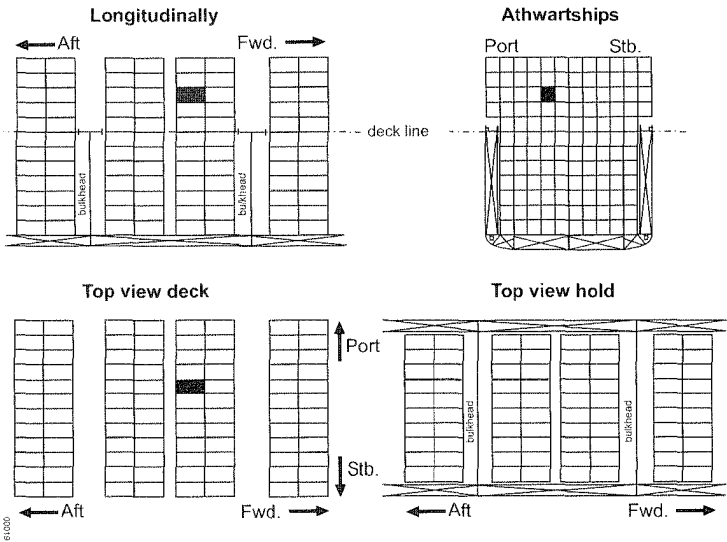 Longitudinally
Athwartships
Aft
Fwd.
Port
Stb.
deck line
bulkhead
bulkhead
Top view deck
Top view hold
Port
bulkhead
bulkhead
Stb.
Aft
Fwd.
Aft
Fwd.
00019